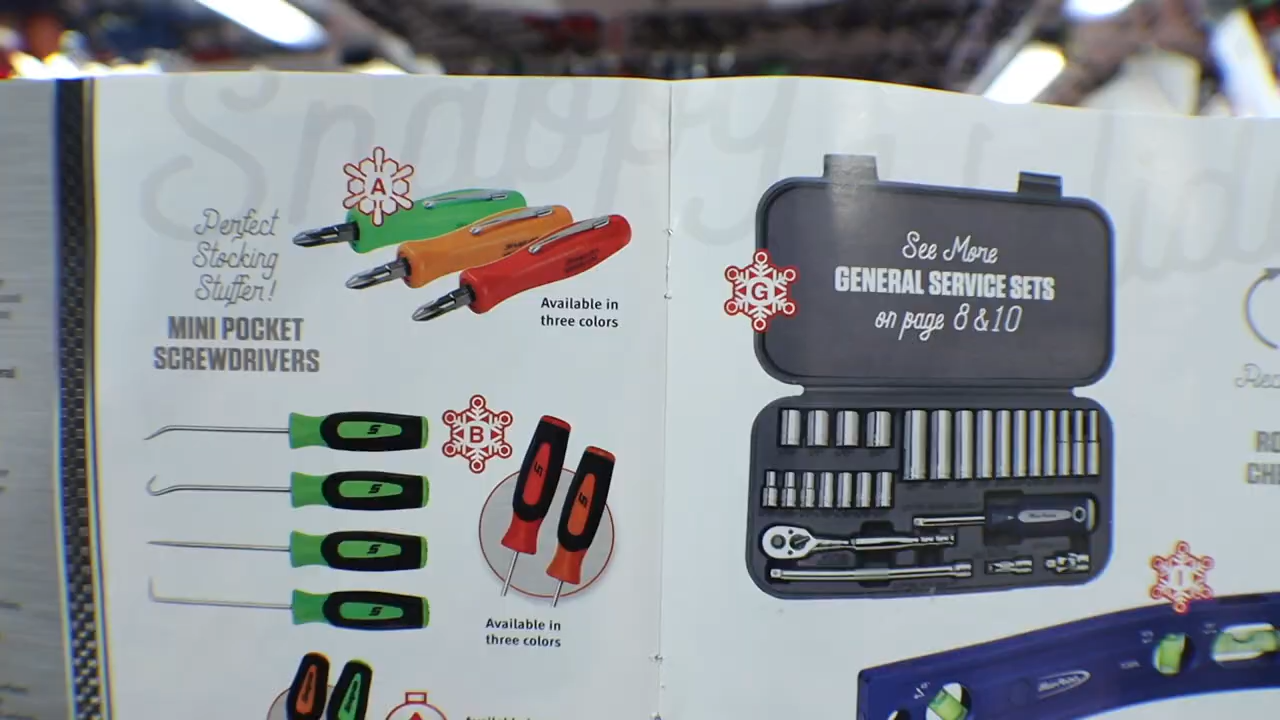 Snappy
A
Perfect
Stocking
Stuffer!
MINI POCKET
SCREWDRIVERS
Available in
three colors
B
Available in
three colors
G
See More
GENERAL SERVICE SETS
on page 8 & 10
I